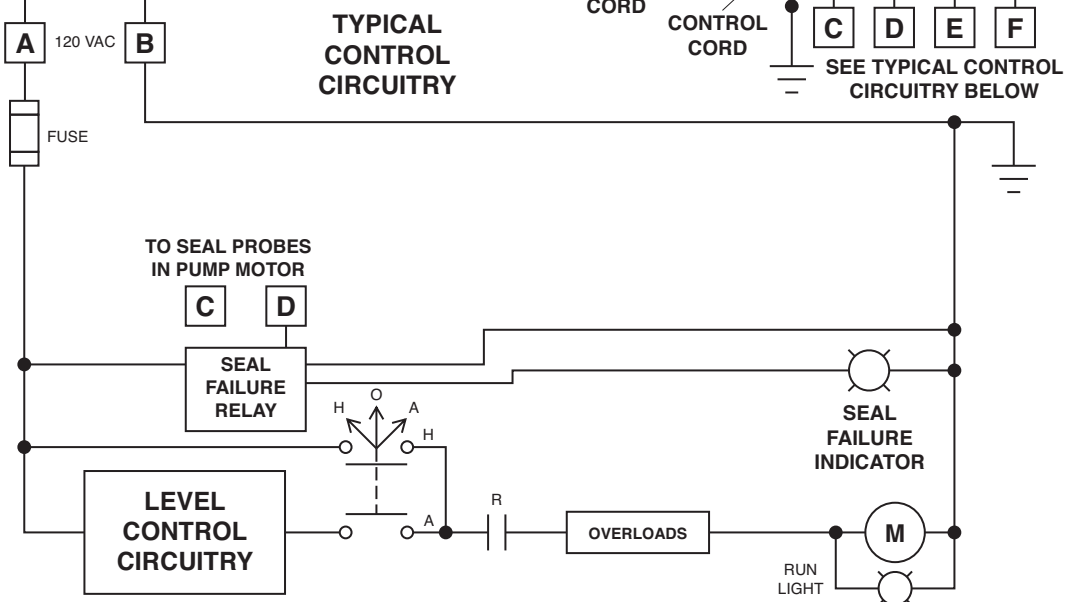 CORD
CONTROL
CORD
A
120 VAC
B
TYPICAL
CONTROL
CIRCUITRY
C
D
E
F
SEE TYPICAL CONTROL
CIRCUITRY BELOW
FUSE
TO SEAL PROBES
IN PUMP MOTOR
C
D
SEAL
FAILURE
RELAY
H
O
A
H
SEAL
FAILURE
INDICATOR
LEVEL
CONTROL
CIRCUITRY
A
R
OVERLOADS
M
RUN
LIGHT